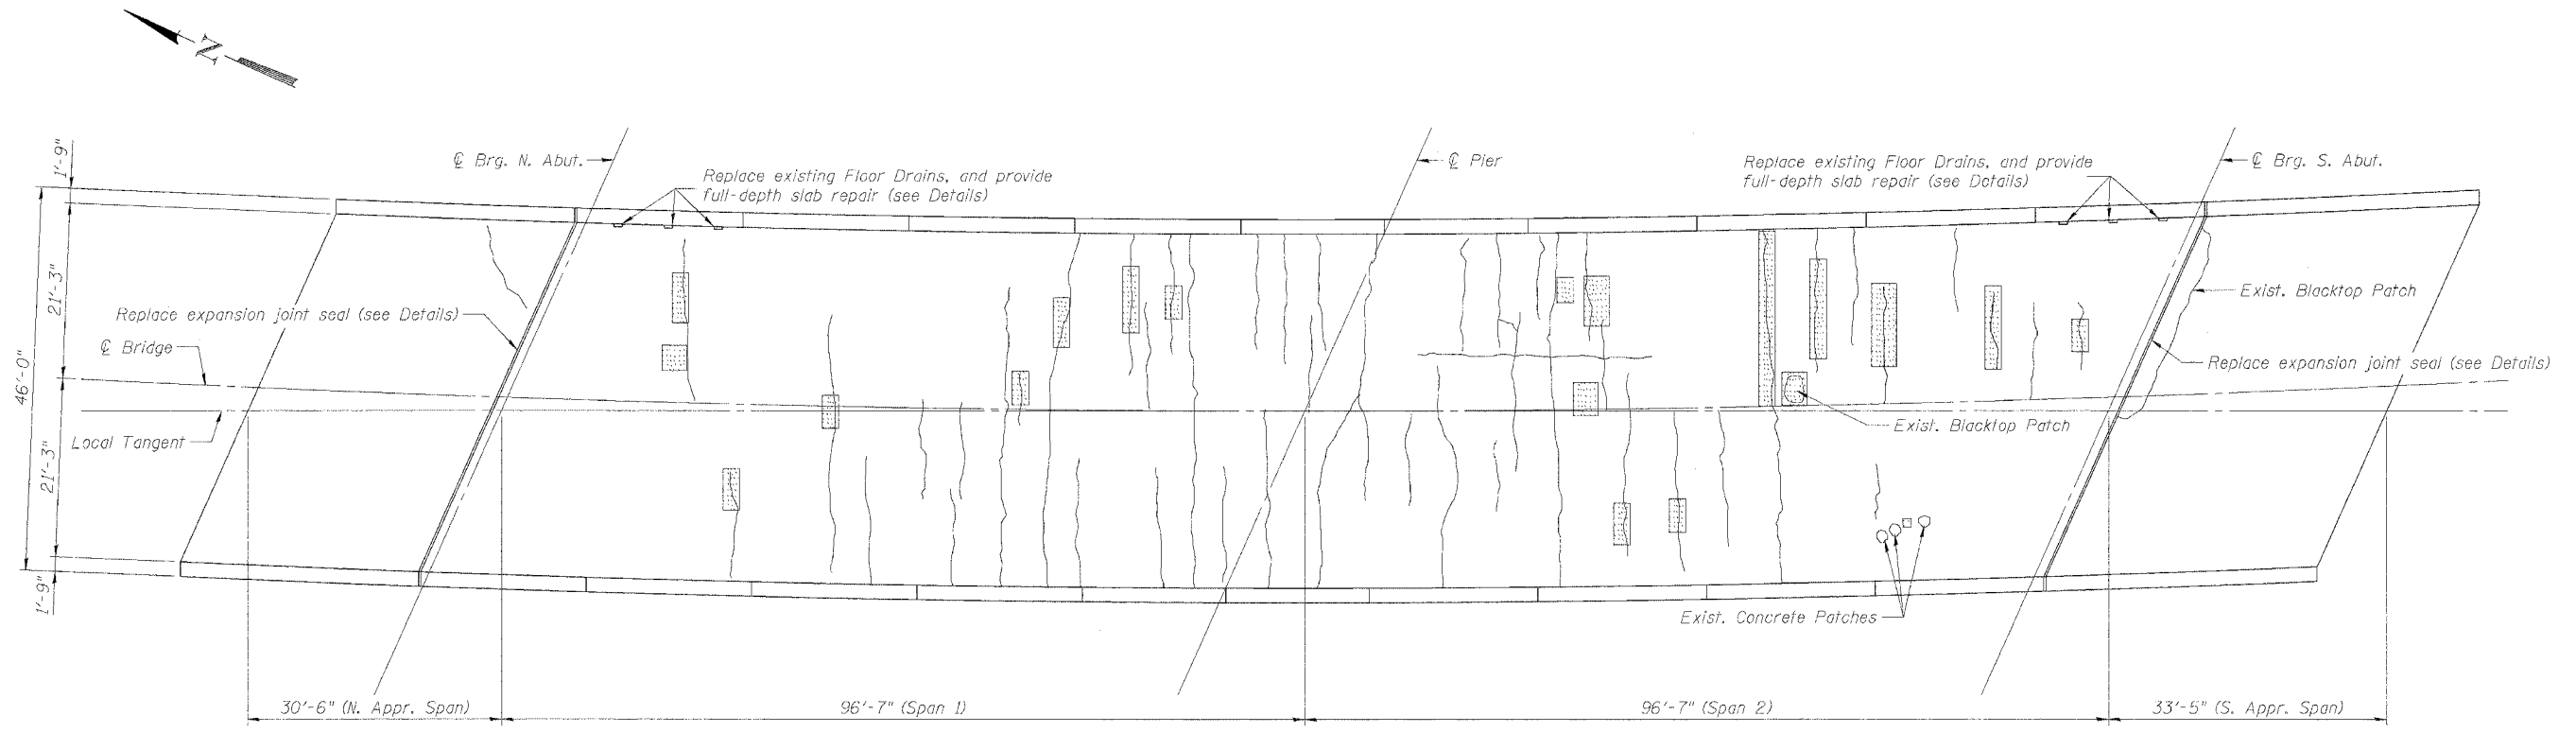 N
1'-9"
℄ Brg. N. Abut.
Replace existing Floor Drains, and provide
full-depth slab repair (see Details)
℄ Pier
Replace existing Floor Drains, and provide
full-depth slab repair (see Details)
℄ Brg. S. Abut.
21'-3"
Replace expansion joint seal (see Details)
℄ Bridge
46'-0"
Exist. Blacktop Patch
Replace expansion joint seal (see Details)
Local Tangent
Exist. Blacktop Patch
21'-3"
1'-9"
Exist. Concrete Patches
30'-6" (N. Appr. Span)
96'-7" (Span 1)
96'-7" (Span 2)
33'-5" (S. Appr. Span)